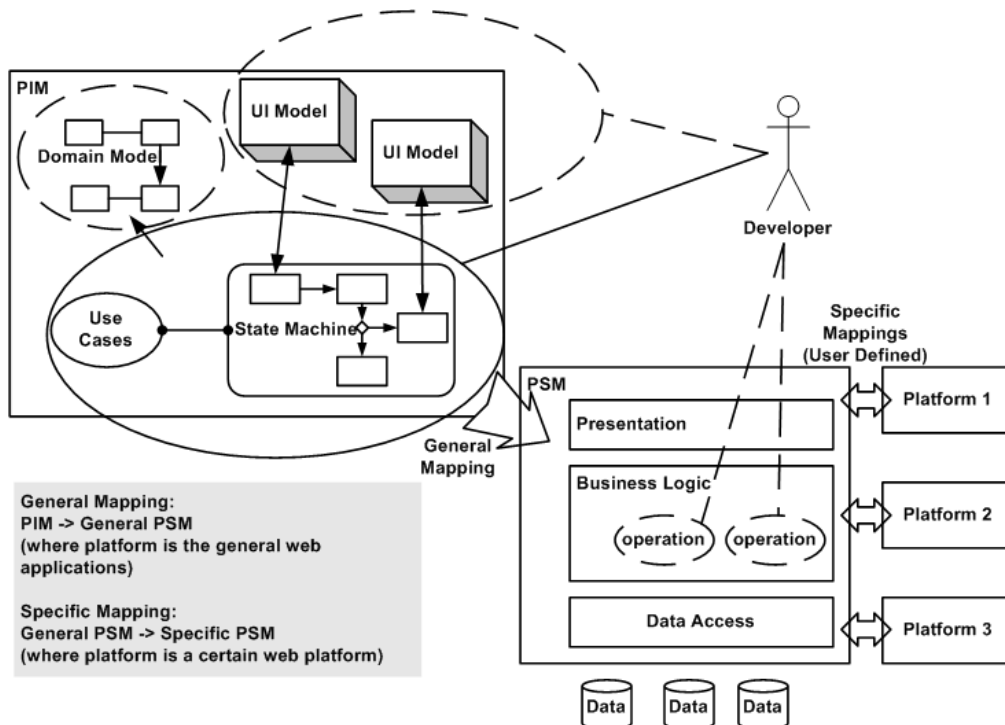 PIM
UI Model
UI Model
Domain Model
Developer
Use
Cases
State Machine
Specific
Mappings
(User Defined)
General
Mapping
PSM
Presentation
Business Logic
operation
operation
Data Access
Platform 1
Platform 2
Platform 3
General Mapping:
PIM -> General PSM
(where platform is the general web
applications)
Specific Mapping:
General PSM -> Specific PSM
(where platform is a certain web platform)
Data
Data
Data